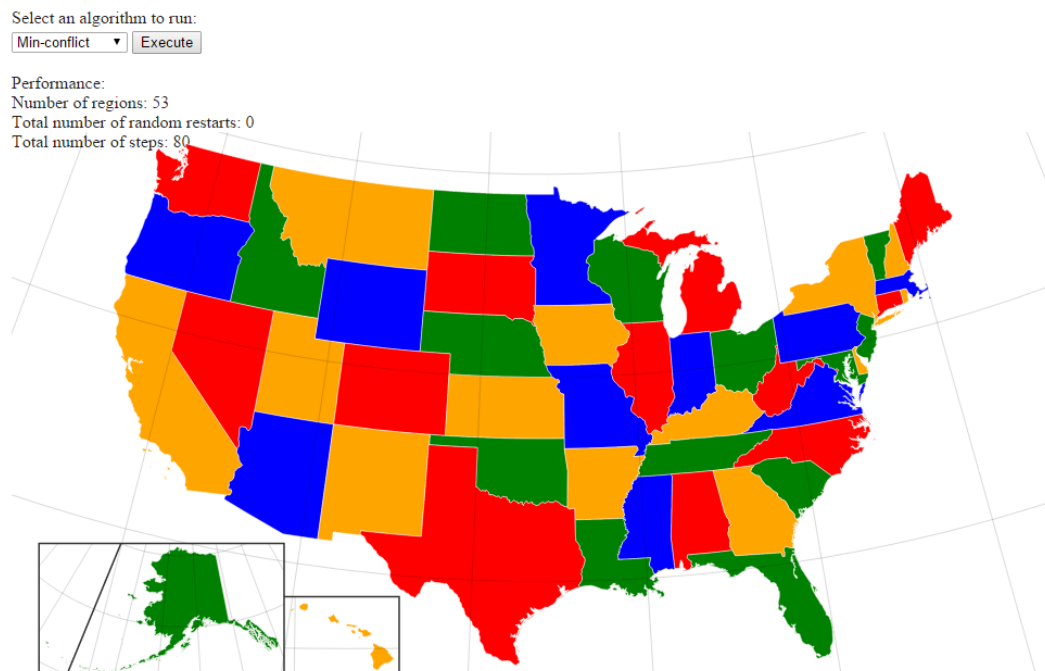 Select an algorithm to run:
Min-conflict Execute
Performance:
Number of regions: 53
Total number of random restarts: 0
Total number of steps: 80